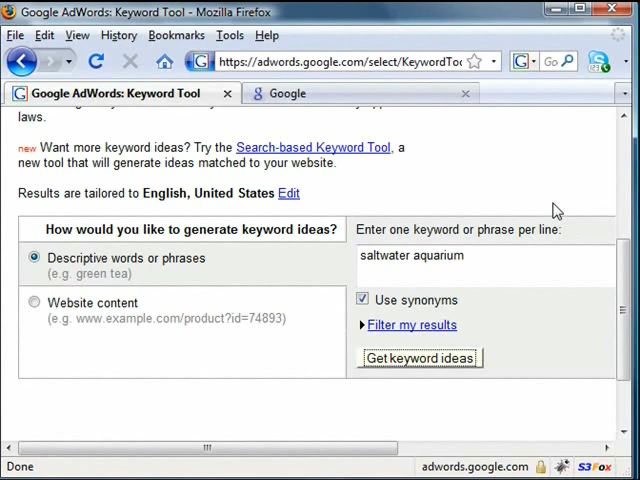 Google AdWords: Keyword Tool - Mozilla Firefox
File Edit View History Bookmarks Tools Help
https://adwords.google.com/select/KeywordToo
Go
Google AdWords: Keyword Tool
Google
laws.
new Want more keyword ideas? Try the Search-based Keyword Tool, a
new tool that will generate ideas matched to your website.
Results are tailored to English, United States Edit
How would you like to generate keyword ideas?
Enter one keyword or phrase per line:
Descriptive words or phrases
(e.g. green tea)
saltwater aquarium
Website content
(e.g. www.example.com/product?id=74893)
Use synonyms
Filter my results
Get keyword ideas
Done
adwords.google.com
S3Fox